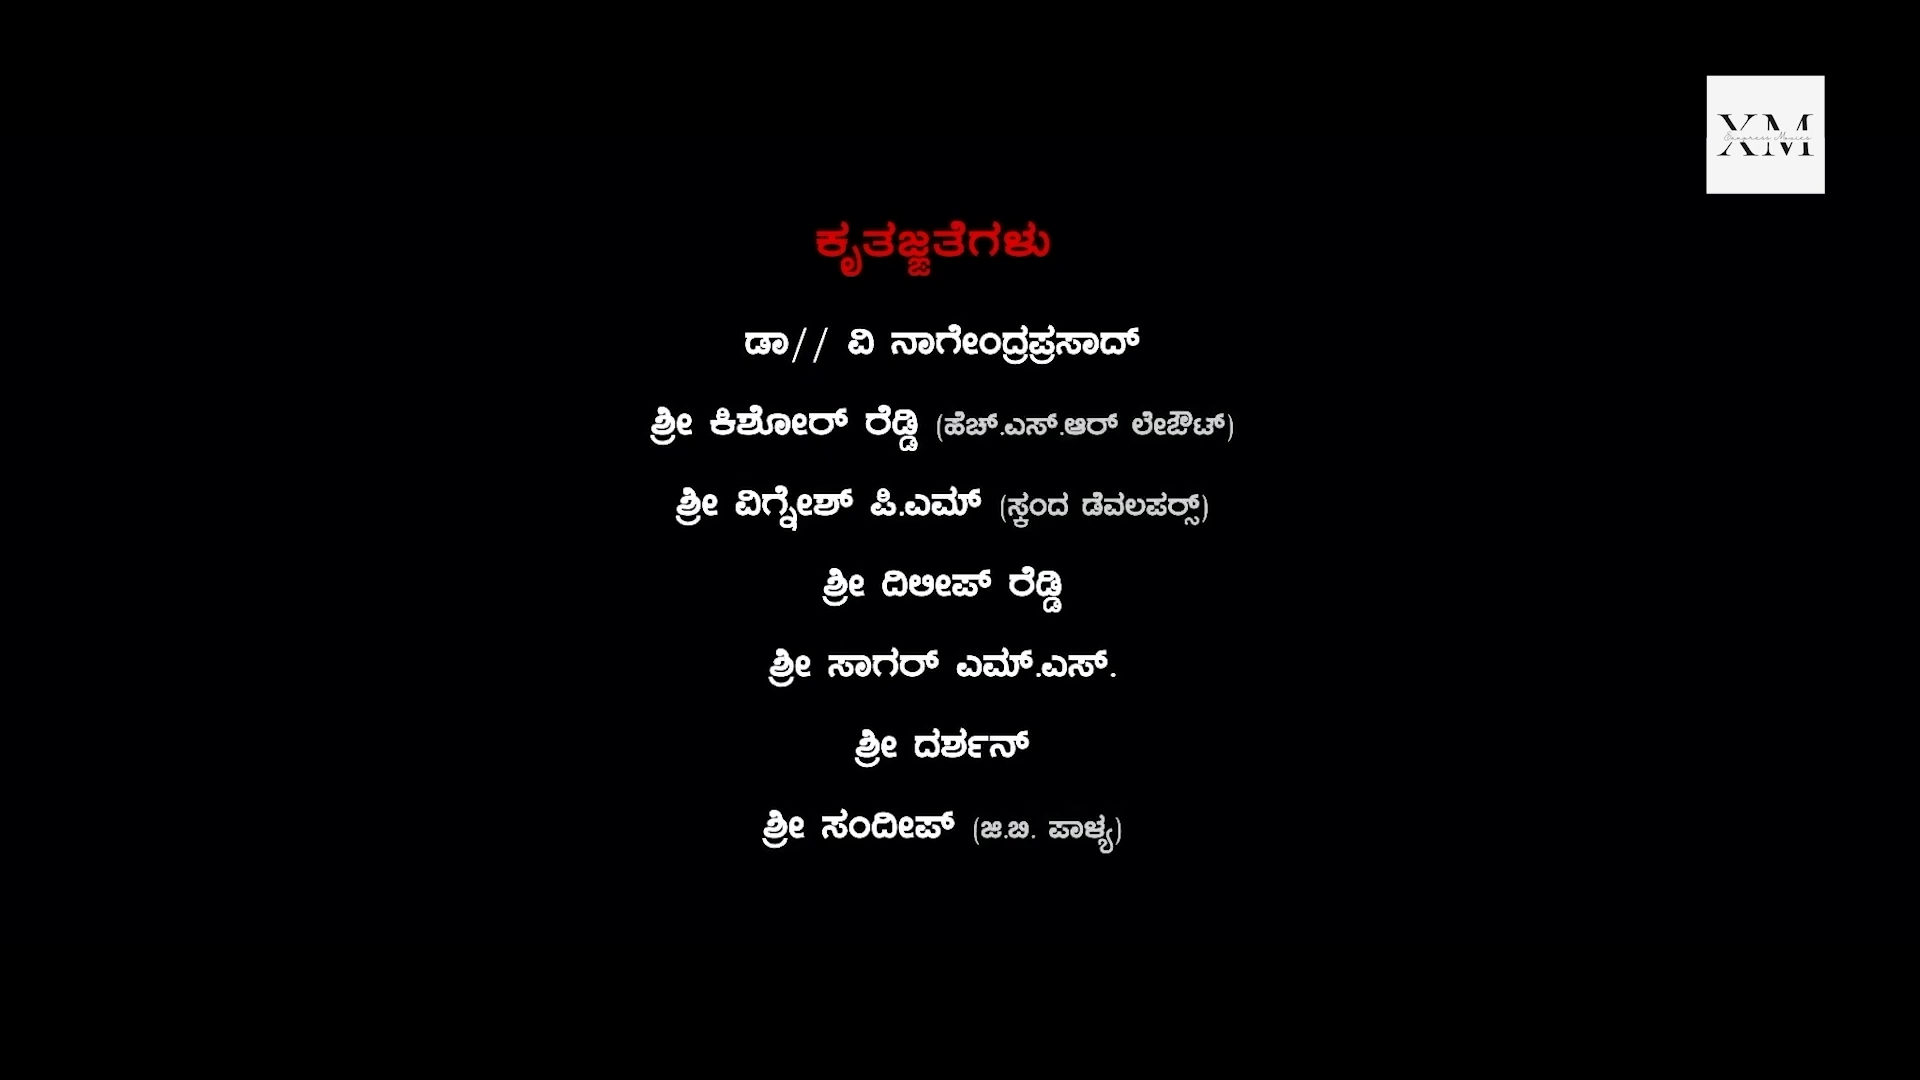 XM
ಕೃತಜ್ಞತೆಗಳು
ಡಾ// ವಿ ನಾಗೇಂದ್ರಪ್ರಸಾದ್
ಶ್ರೀ ಕಿಶೋರ್ ರೆಡ್ಡಿ (ಹೆಚ್.ಎಸ್.ಆರ್ ಲೇಔಟ್)
ಶ್ರೀ ವಿಗ್ನೇಶ್ ಪಿ.ಎಮ್ (ಸ್ಕಂದ ಡೆವಲಪರ‍್ಸ್)
ಶ್ರೀ ದಿಲೀಪ್ ರೆಡ್ಡಿ
ಶ್ರೀ ಸಾಗರ್ ಎಮ್.ಎಸ್.
ಶ್ರೀ ದರ್ಶನ್
ಶ್ರೀ ಸಂದೀಪ್ (ಜಿ.ಬಿ. ಪಾಳ್ಯ)